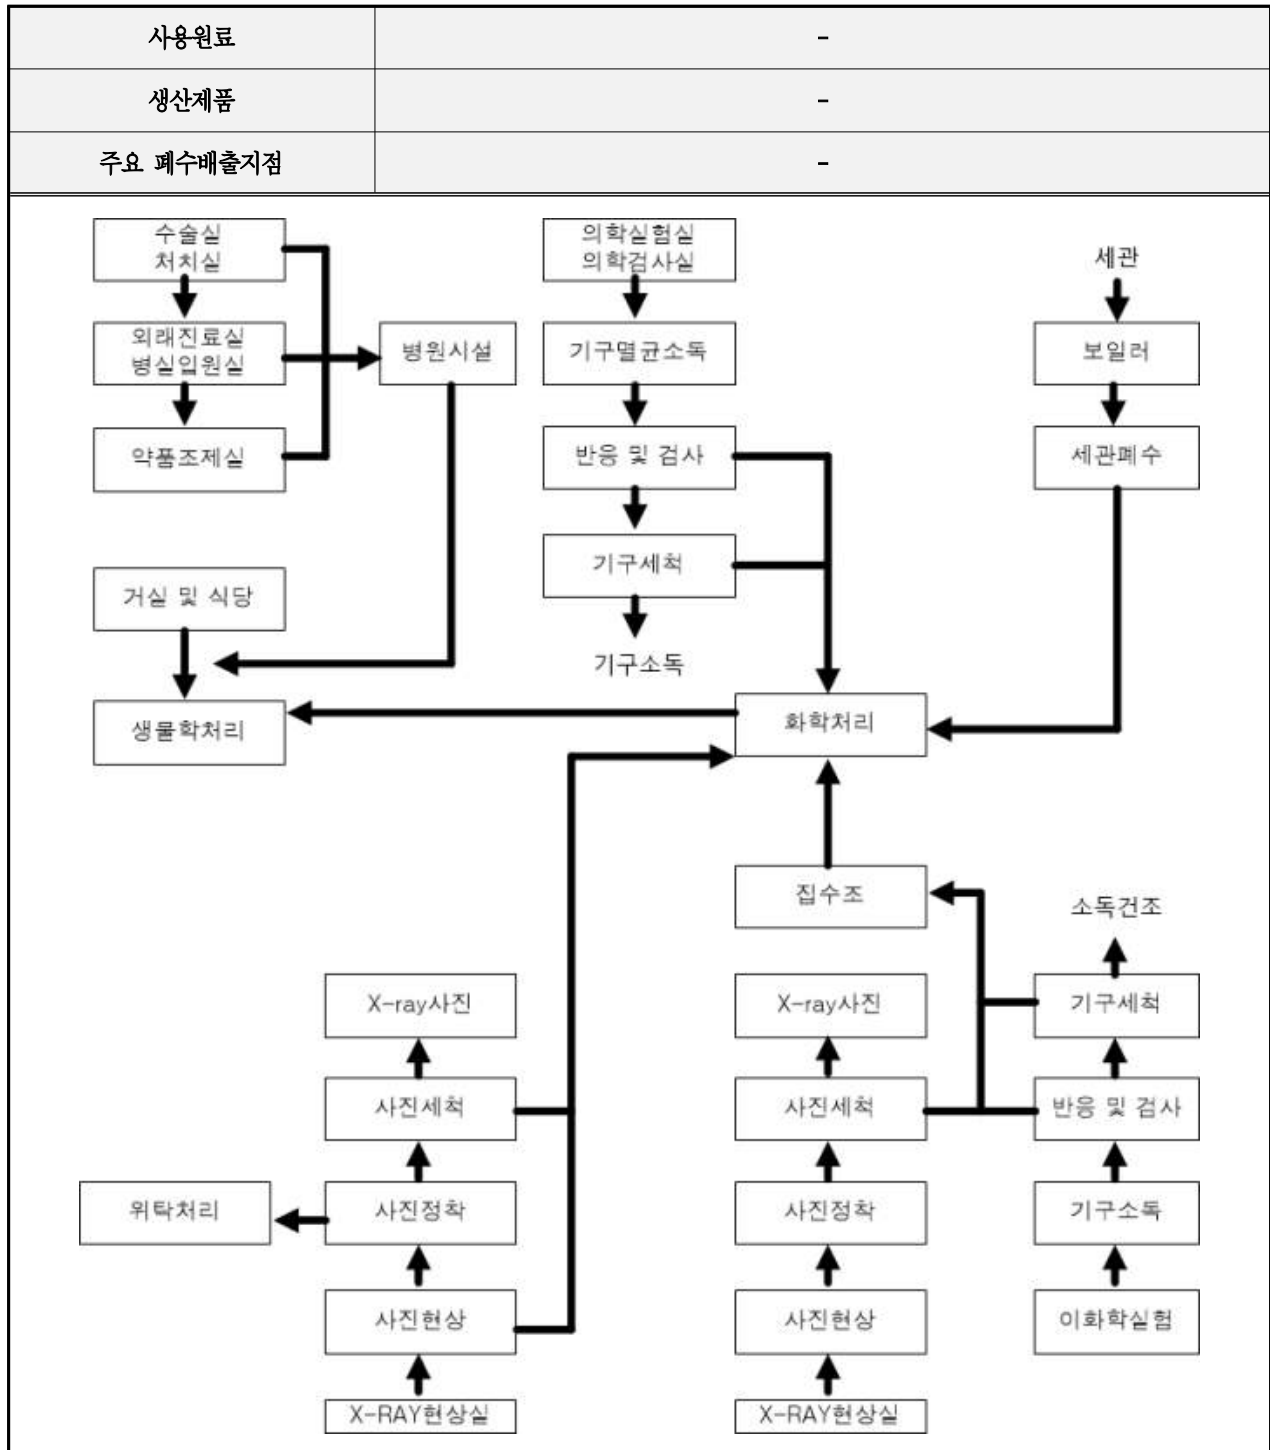 사용원료 -
생산제품 -
주요 폐수배출지점 -
수술실
처치실
의학실험실
의학검사실
세관
외래진료실
병실입원실
병원시설
기구멸균소독
보일러
약품조제실
반응 및 검사
세관폐수
기구세척
거실 및 식당
기구소독
생물학처리
화학처리
집수조
소독건조
X-ray사진
X-ray사진
기구세척
사진세척
사진세척
반응 및 검사
위탁처리
사진정착
사진정착
기구소독
사진현상
사진현상
이화학실험
X-RAY현상실
X-RAY현상실